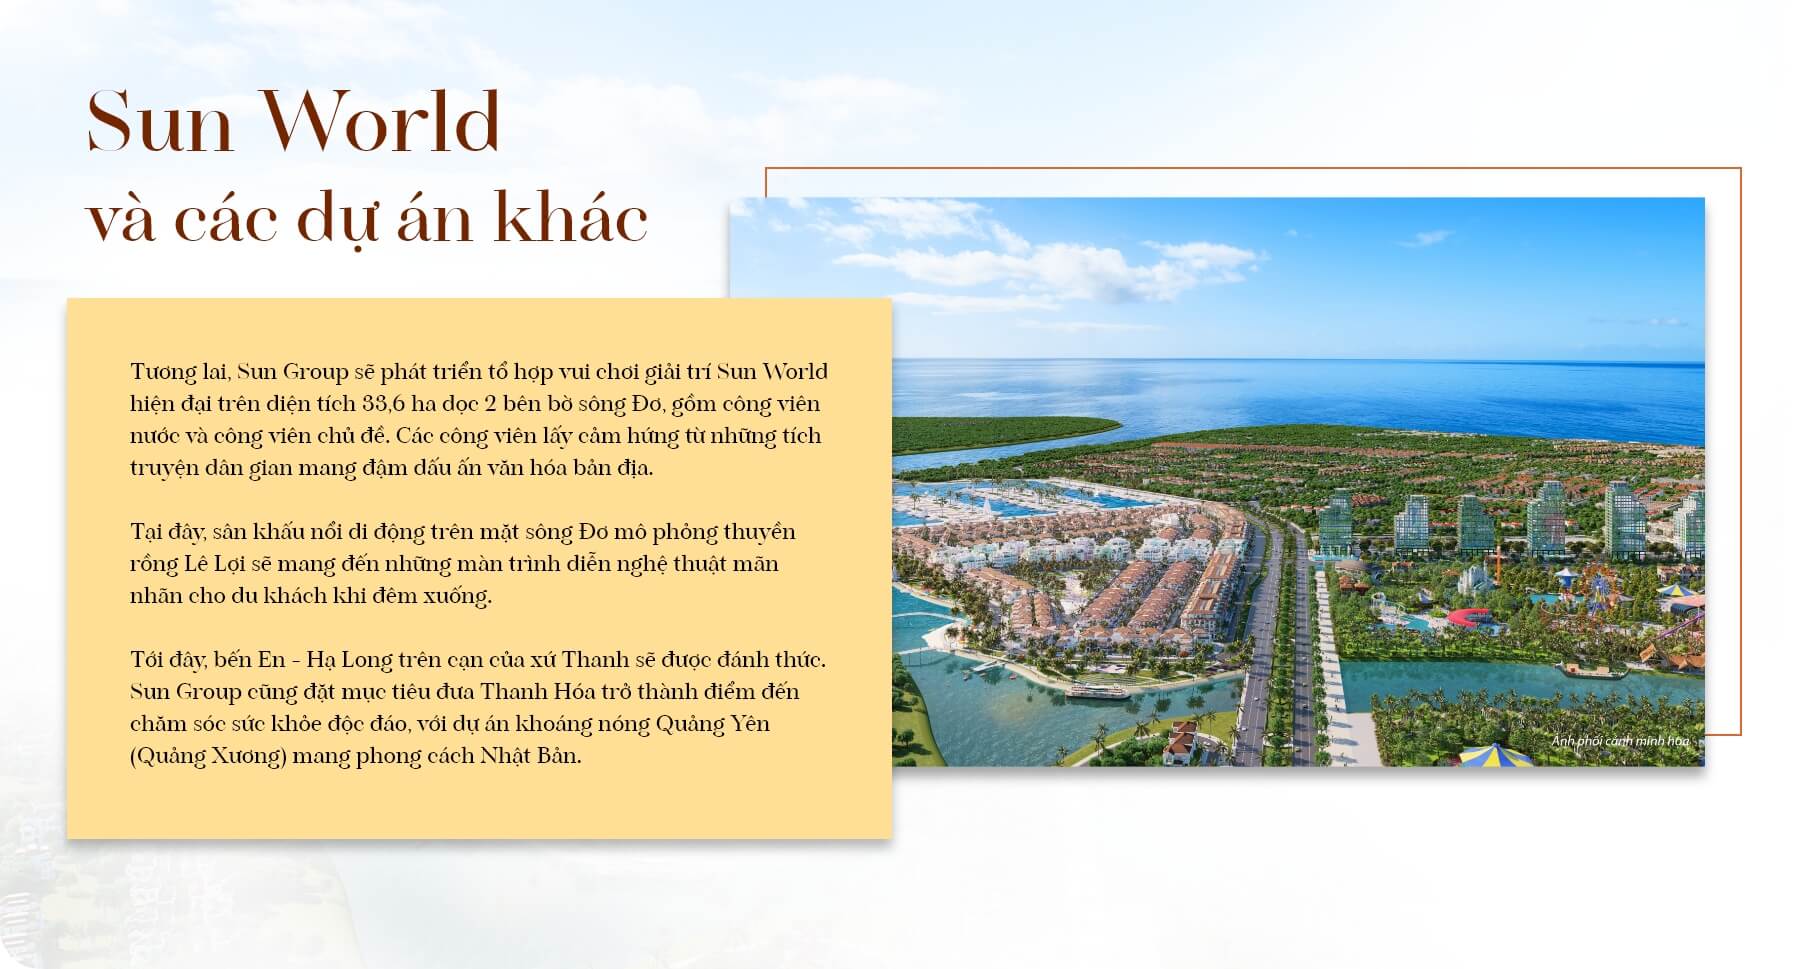 Sun World
và các dự án khác
Tương lai, Sun Group sẽ phát triển tổ hợp vui chơi giải trí Sun World
hiện đại trên diện tích 33,6 ha dọc 2 bên bờ sông Đơ, gồm công viên
nước và công viên chủ đề. Các công viên lấy cảm hứng từ những tích
truyện dân gian mang đậm dấu ấn văn hóa bản địa.
Tại đây, sân khấu nổi di động trên mặt sông Đơ mô phỏng thuyền
rồng Lê Lợi sẽ mang đến những màn trình diễn nghệ thuật mãn
nhãn cho du khách khi đêm xuống.
Tới đây, bến En - Hạ Long trên cạn của xứ Thanh sẽ được đánh thức.
Sun Group cũng đặt mục tiêu đưa Thanh Hóa trở thành điểm đến
chăm sóc sức khỏe độc đáo, với dự án khoáng nóng Quảng Yên
(Quảng Xương) mang phong cách Nhật Bản.
Ảnh phối cảnh minh họa